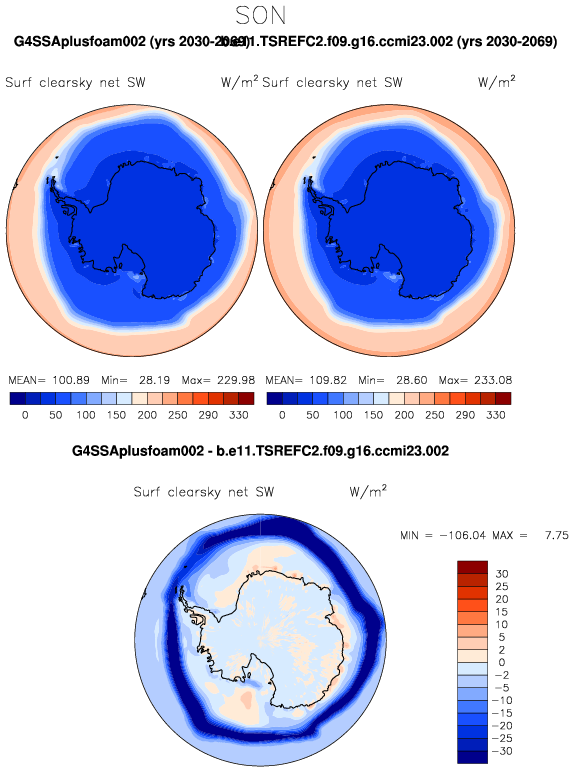 SON
G4SSAplusfoam002 (yrs 2030-2069) b.e11.TSREFC2.f09.g16.ccmi23.002 (yrs 2030-2069)
Surf clearsky net SW W/m² Surf clearsky net SW W/m²
MEAN= 100.89 Min= 28.19 Max= 229.98 MEAN= 109.82 Min= 28.60 Max= 233.08
0 50 100 150 200 250 290 330 0 50 100 150 200 250 290 330
G4SSAplusfoam002 - b.e11.TSREFC2.f09.g16.ccmi23.002
Surf clearsky net SW W/m²
MIN = -106.04 MAX = 7.75
30
25
20
15
10
5
2
0
-2
-5
-10
-15
-20
-25
-30